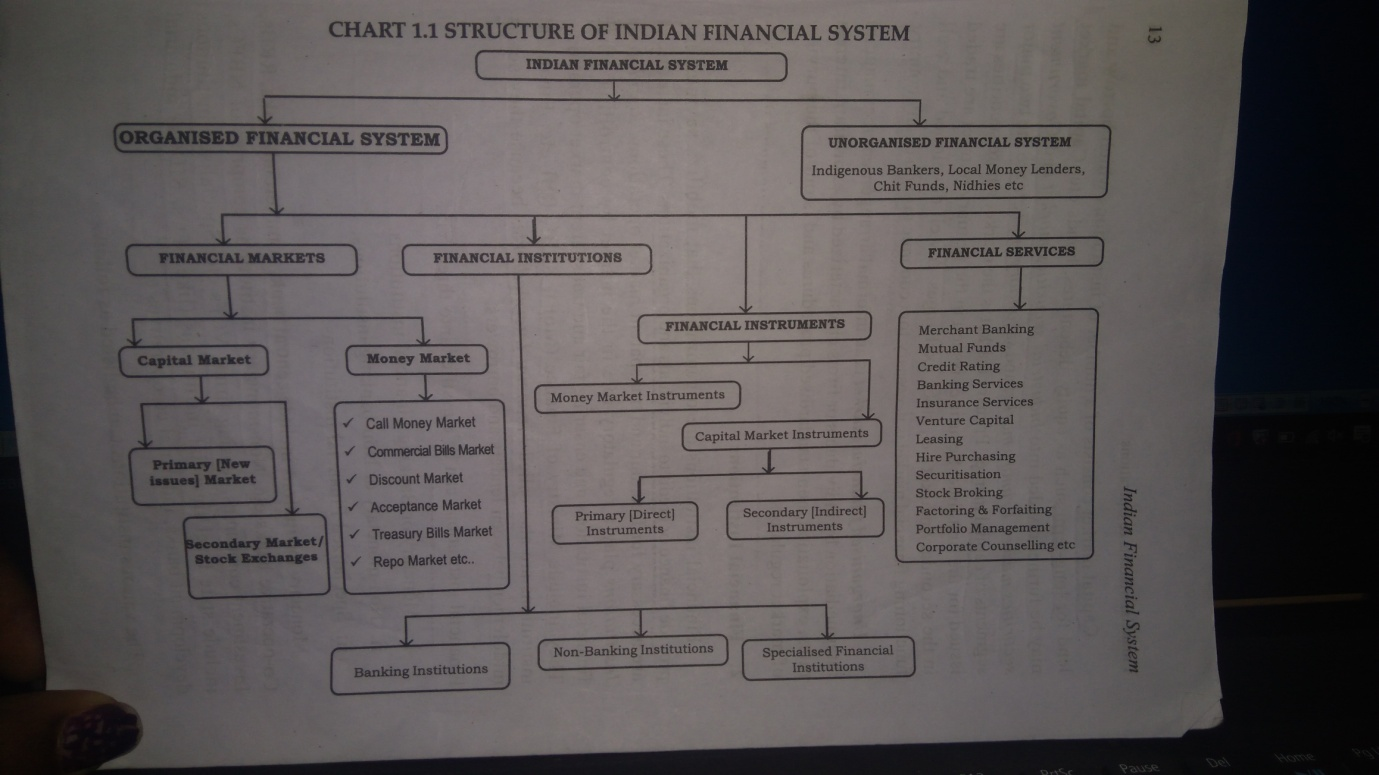 CHART 1.1 STRUCTURE OF INDIAN FINANCIAL SYSTEM
13
INDIAN FINANCIAL SYSTEM
ORGANISED FINANCIAL SYSTEM
UNORGANISED FINANCIAL SYSTEM
Indigenous Bankers, Local Money Lenders,
Chit Funds, Nidhies etc
FINANCIAL MARKETS
FINANCIAL INSTITUTIONS
FINANCIAL SERVICES
FINANCIAL INSTRUMENTS
Capital Market
Money Market
Primary [New
issues] Market
Secondary Market/
Stock Exchanges
✓ Call Money Market
✓ Commercial Bills Market
✓ Discount Market
✓ Acceptance Market
✓ Treasury Bills Market
✓ Repo Market etc..
Money Market Instruments
Capital Market Instruments
Primary [Direct]
Instruments
Secondary [Indirect]
Instruments
Merchant Banking
Mutual Funds
Credit Rating
Banking Services
Insurance Services
Venture Capital
Leasing
Hire Purchasing
Securitisation
Stock Broking
Factoring & Forfaiting
Portfolio Management
Corporate Counselling etc
Banking Institutions
Non-Banking Institutions
Specialised Financial
Institutions
Indian Financial System
Pause
Del
Home